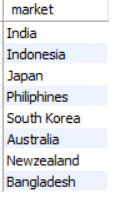 market
India
Indonesia
Japan
Philiphines
South Korea
Australia
Newzealand
Bangladesh